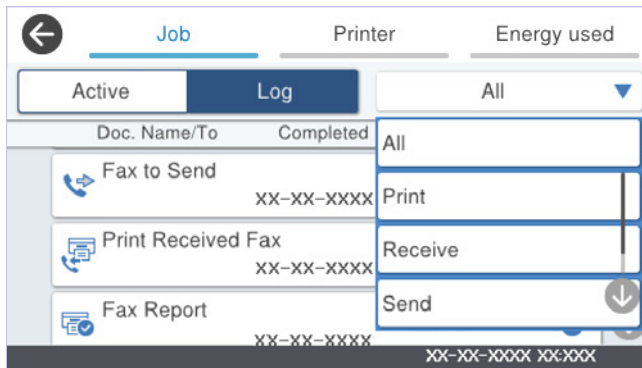 Job Printer Energy used
Active Log All
Doc. Name/To Completed
All
Fax to Send
XX-XX-XXXX
Print
Print Received Fax
XX-XX-XXXX
Receive
Fax Report
XX-XX-XXXX
Send
XX-XX-XXXX XX:XXX